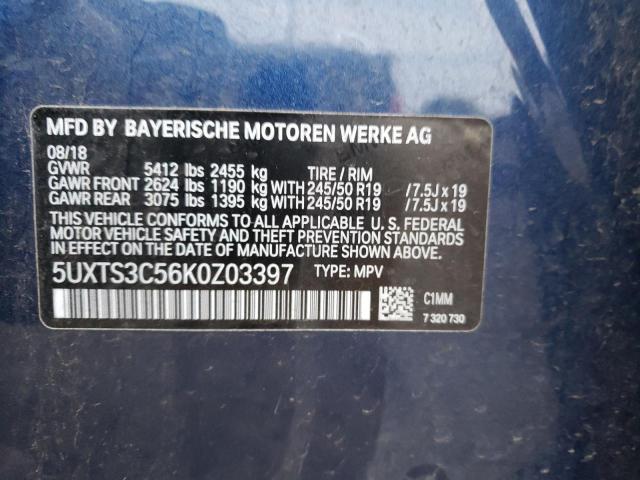 MFD BY BAYERISCHE MOTOREN WERKE AG
08/18
GVWR 5412 lbs 2455 kg TIRE / RIM
GAWR FRONT 2624 lbs 1190 kg WITH 245/50 R19 /7.5J x 19
GAWR REAR 3075 lbs 1395 kg WITH 245/50 R19 /7.5J x 19
THIS VEHICLE CONFORMS TO ALL APPLICABLE U. S. FEDERAL
MOTOR VEHICLE SAFETY AND THEFT PREVENTION STANDARDS
IN EFFECT ON THE DATE OF MANUFACTURE SHOWN ABOVE.
5UXTS3C56K0Z03397 TYPE: MPV
C1MM
7 320 730